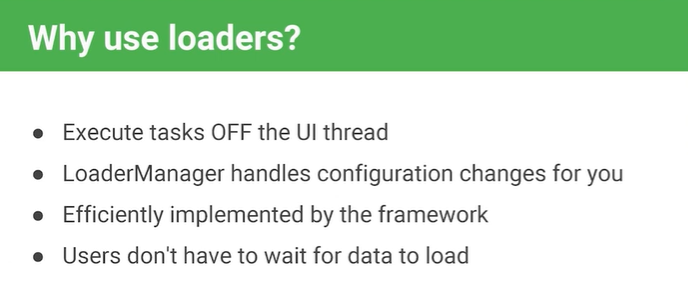 Why use loaders?
● Execute tasks OFF the UI thread
● LoaderManager handles configuration changes for you
● Efficiently implemented by the framework
● Users don't have to wait for data to load